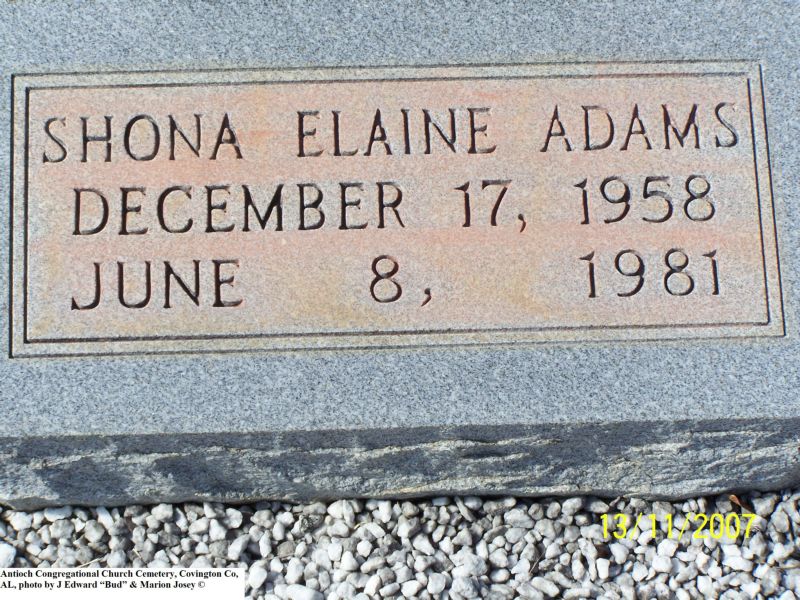 SHONA ELAINE ADAMS
DECEMBER 17, 1958
JUNE 8, 1981
13/11/2007
Antioch Congregational Church Cemetery, Covington Co,
AL, photo by J Edward “Bud” & Marion Josey ©